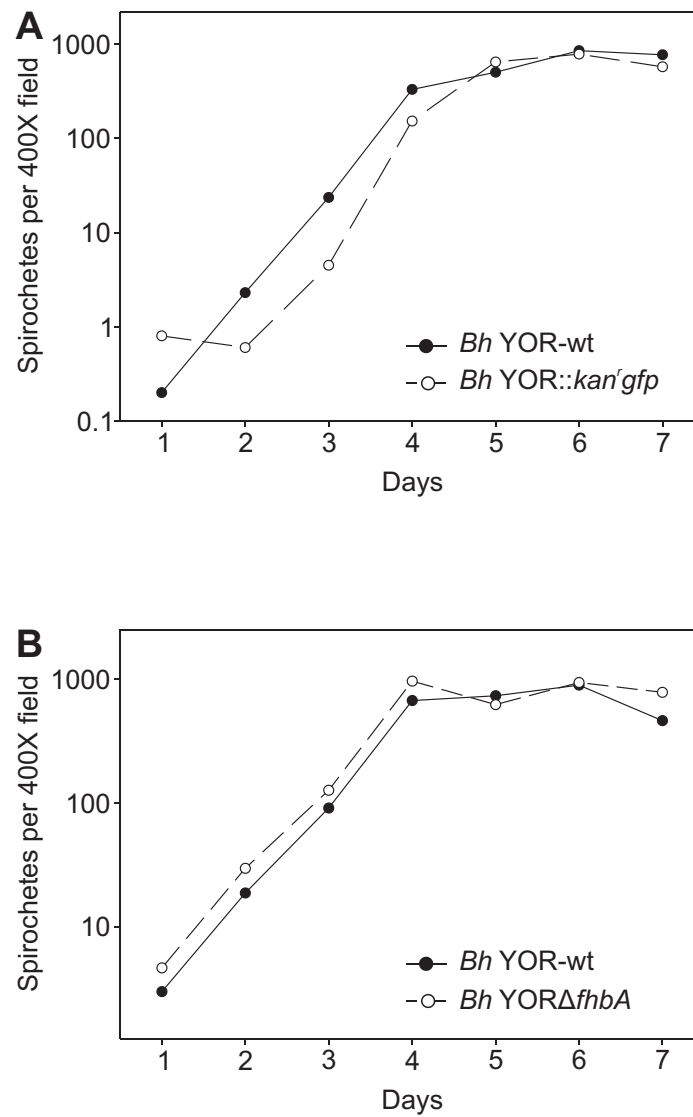 A
Spirochetes per 400X field
1000
100
10
1
0.1
Bh YOR-wt
Bh YOR::kanʳgfp
1 2 3 4 5 6 7
Days
B
Spirochetes per 400X field
1000
100
10
Bh YOR-wt
Bh YORΔfhbA
1 2 3 4 5 6 7
Days